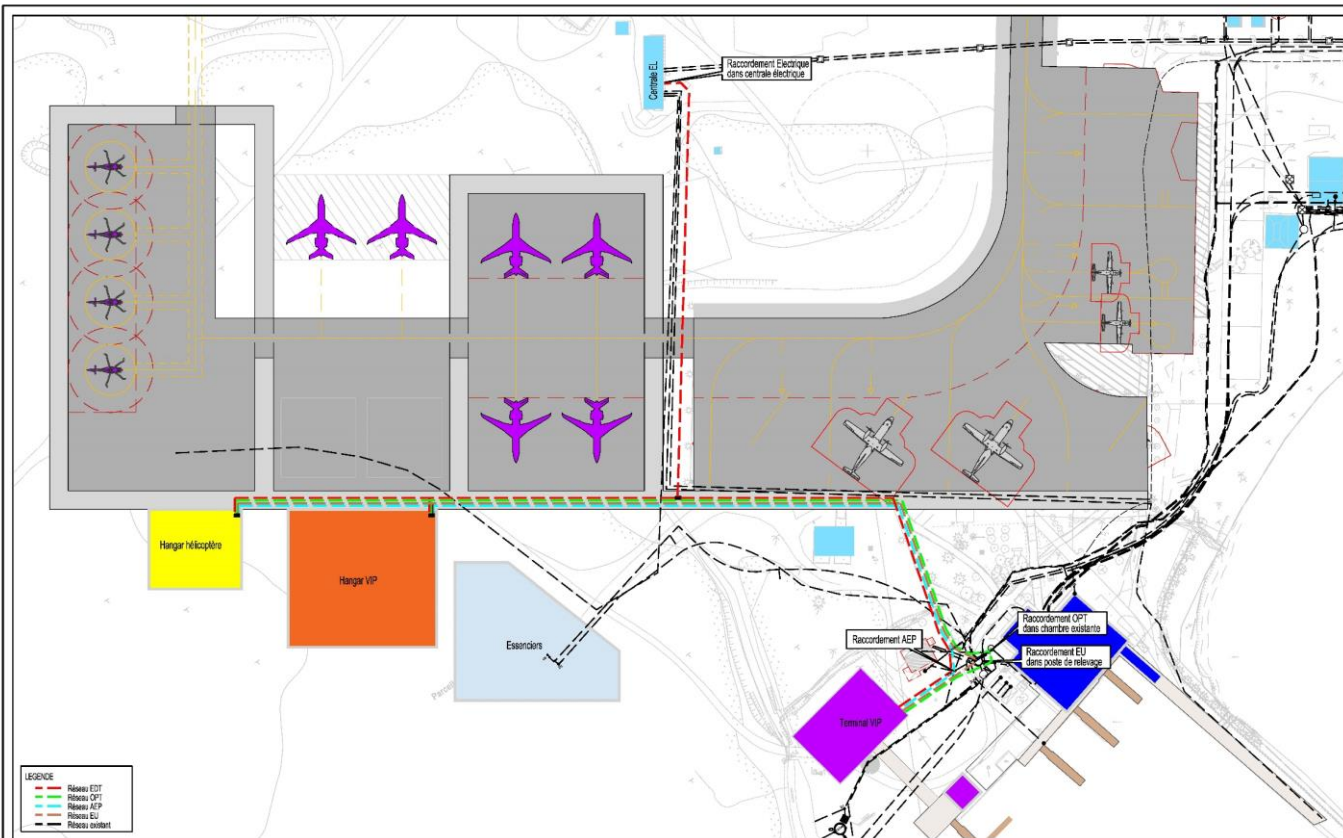 Centrale EL
Raccordement Electrique
dans centrale électrique
Hangar hélicoptère
Hangar VIP
Essenciers
Parcel
Raccordement AEP
Raccordement OPT
dans chambre existante
Raccordement EU
dans poste de relevage
Terminal VIP
LEGENDE
Réseau EDT
Réseau OPT
Réseau AEP
Réseau EU
Réseau existant